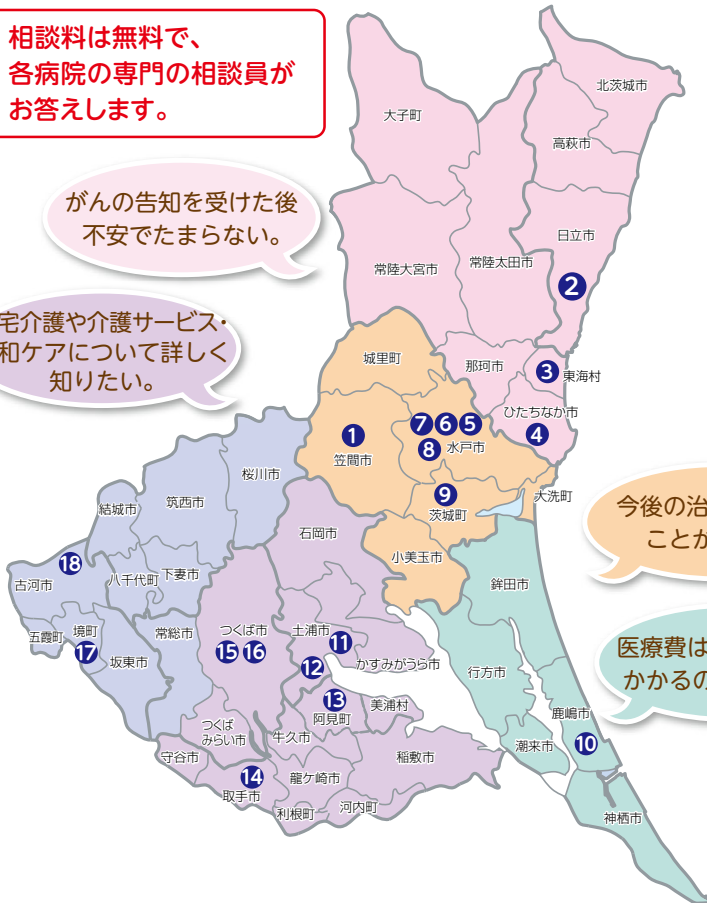 相談料は無料で、
各病院の専門の相談員が
お答えします。
北茨城市
大子町
高萩市
がんの告知を受けた後
不安でたまらない。
日立市
常陸大宮市
常陸太田市
2
宅介護や介護サービス・
和ケアについて詳しく
知りたい。
城里町
那珂市
3
東海村
ひたちなか市
4
7 6 5
8
水戸市
1
笠間市
9
茨城町
大洗町
桜川市
筑西市
結城市
石岡市
小美玉市
今後の治
ことが
鉾田市
18
古河市
八千代町
下妻市
五霞町
境町
17
坂東市
常総市
つくば市
15 16
土浦市
11
かすみがうら市
12
行方市
医療費は
かかるの
13
阿見町
美浦村
鹿嶋市
10
つくば
みらい市
牛久市
潮来市
守谷市
稲敷市
14
取手市
龍ケ崎市
利根町
河内町
神栖市